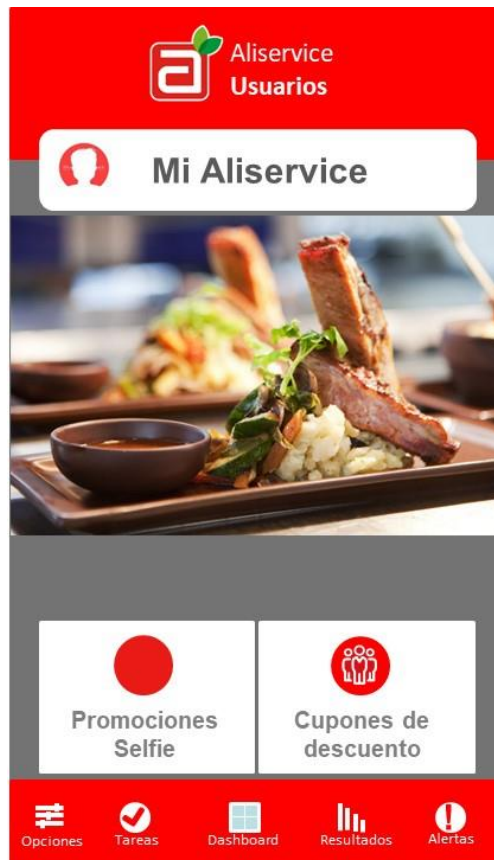 Aliservice
Usuarios
Mi Aliservice
Promociones
Selfie
Cupones de
descuento
Opciones
Tareas
Dashboard
Resultados
Alertas